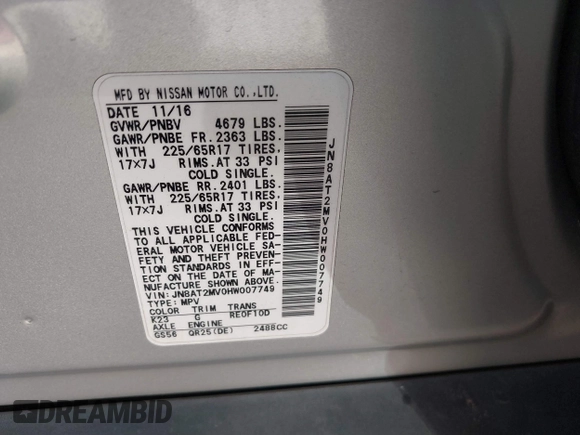 MFD BY NISSAN MOTOR CO.,LTD.
DATE 11/16
GVWR/PNBV 4679 LBS.
GAWR/PNBE FR. 2363 LBS.
WITH 225/65R17 TIRES.
17×7J RIMS.AT 33 PSI
COLD SINGLE.
GAWR/PNBE RR. 2401 LBS.
WITH 225/65R17 TIRES.
17×7J RIMS.AT 33 PSI
COLD SINGLE.
THIS VEHICLE CONFORMS
TO ALL APPLICABLE FED-
ERAL MOTOR VEHICLE SA-
FETY AND THEFT PREVEN-
TION STANDARDS IN EFF-
ECT ON THE DATE OF MA-
NUFACTURE SHOWN ABOVE
VIN: JN8AT2MV0HW007749
TYPE: MPV
COLOR TRIM TRANS
K23 G RE0F10D
AXLE ENGINE
GS56 QR25(DE) 2488CC
JN8AT2MV0HW007749
DREAMBID